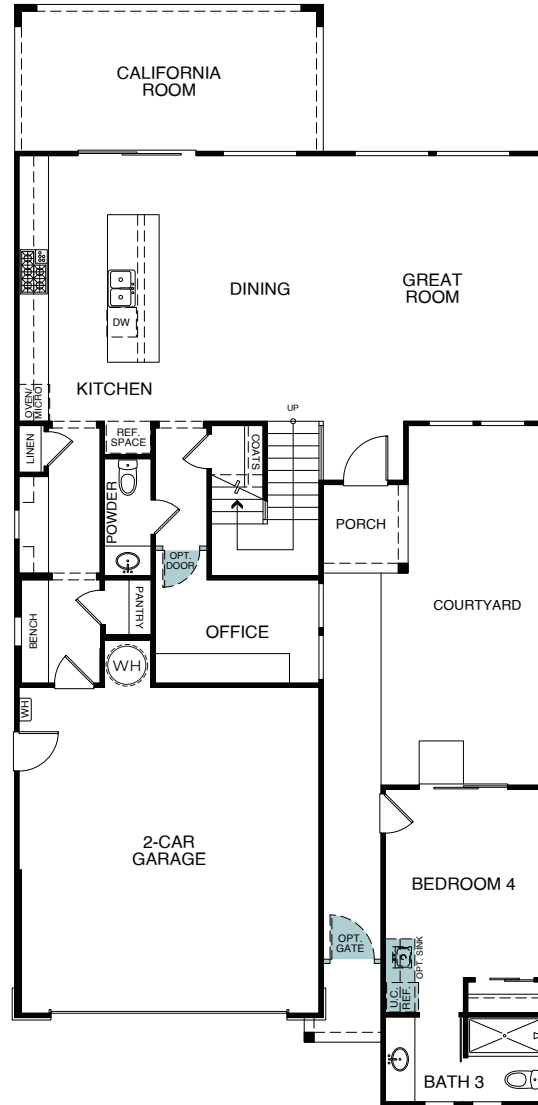 CALIFORNIA
ROOM
DINING
GREAT
ROOM
DW
KITCHEN
OVEN/
MICRO
REF.
SPACE
UP
LINEN
COATS
POWDER
PORCH
OPT.
DOOR
BENCH
PANTRY
OFFICE
COURTYARD
WH
WH
2-CAR
GARAGE
BEDROOM 4
OPT.
GATE
OPT. SINK
U.C.
REF.
BATH 3